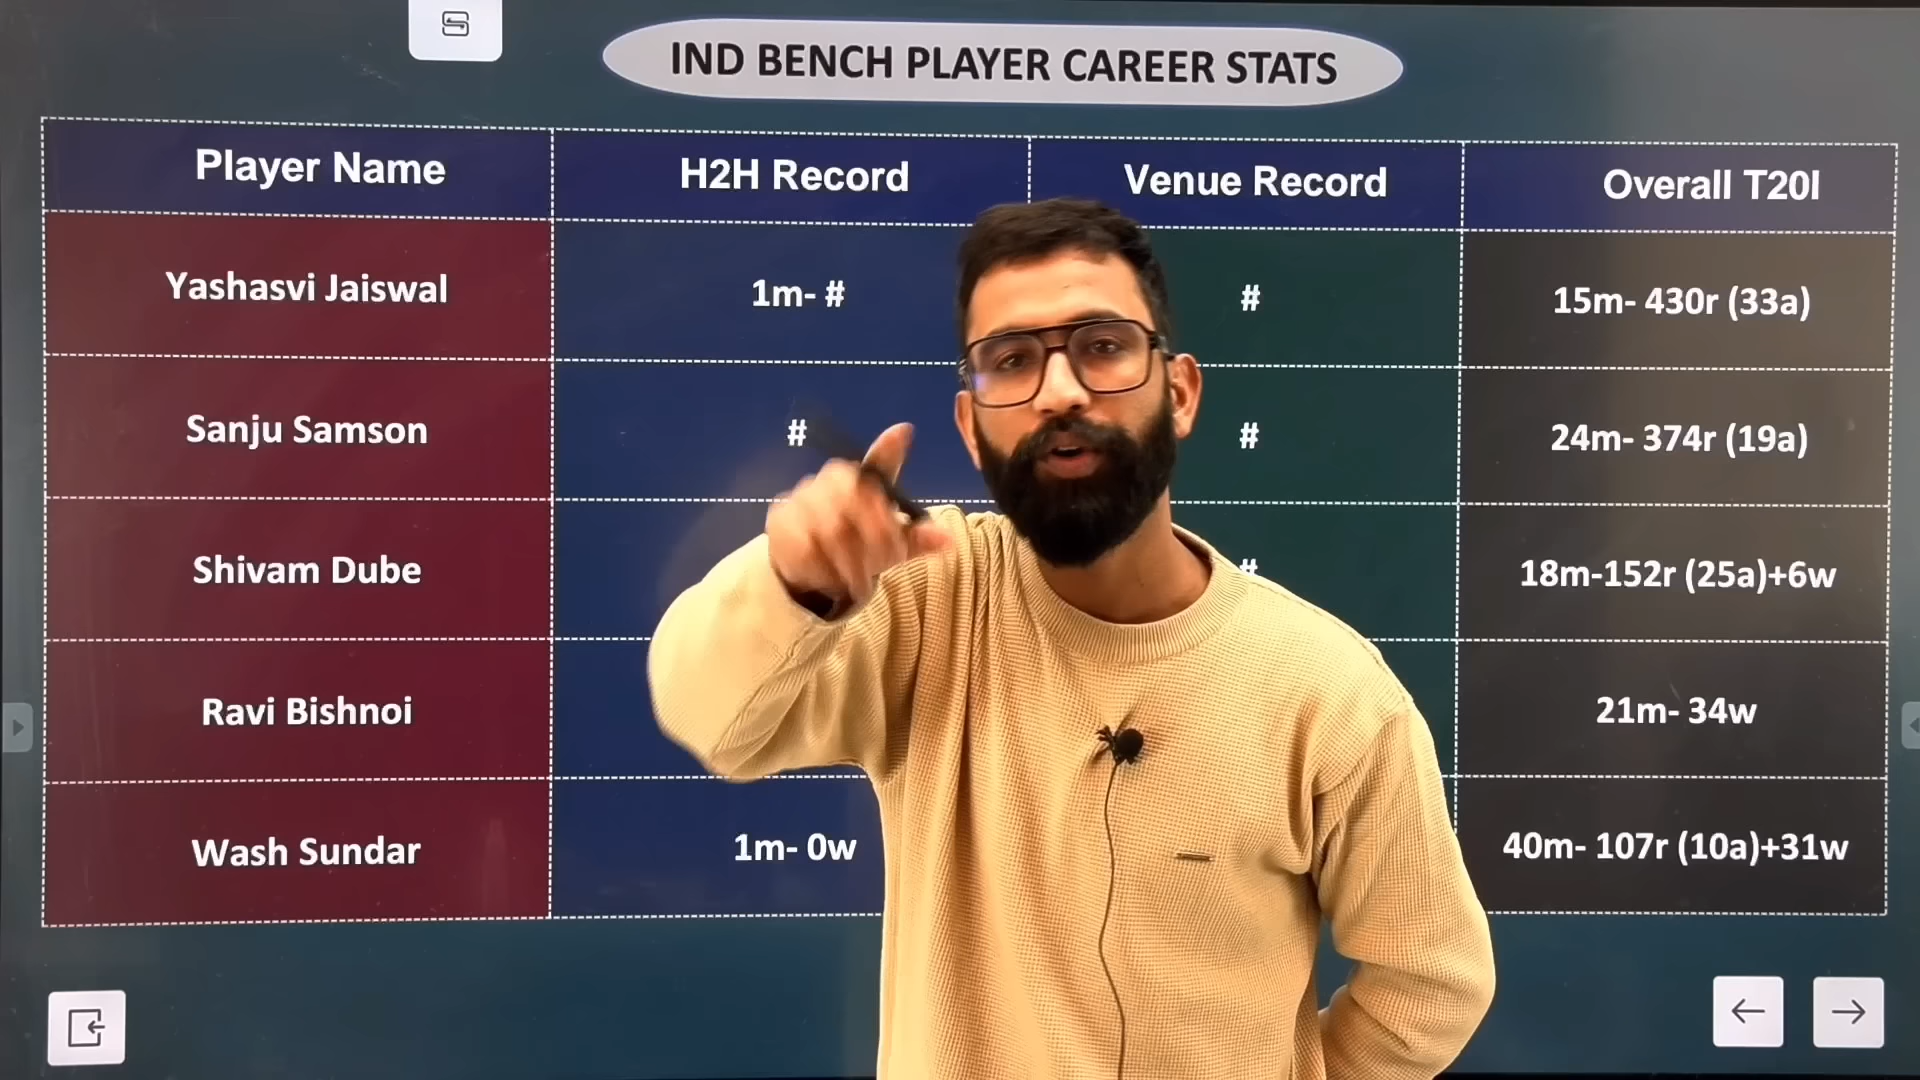 IND BENCH PLAYER CAREER STATS
Player Name H2H Record Venue Record Overall T20I
Yashasvi Jaiswal 1m- # # 15m- 430r (33a)
Sanju Samson # # 24m- 374r (19a)
Shivam Dube # 18m-152r (25a)+6w
Ravi Bishnoi 21m- 34w
Wash Sundar 1m- 0w 40m- 107r (10a)+31w